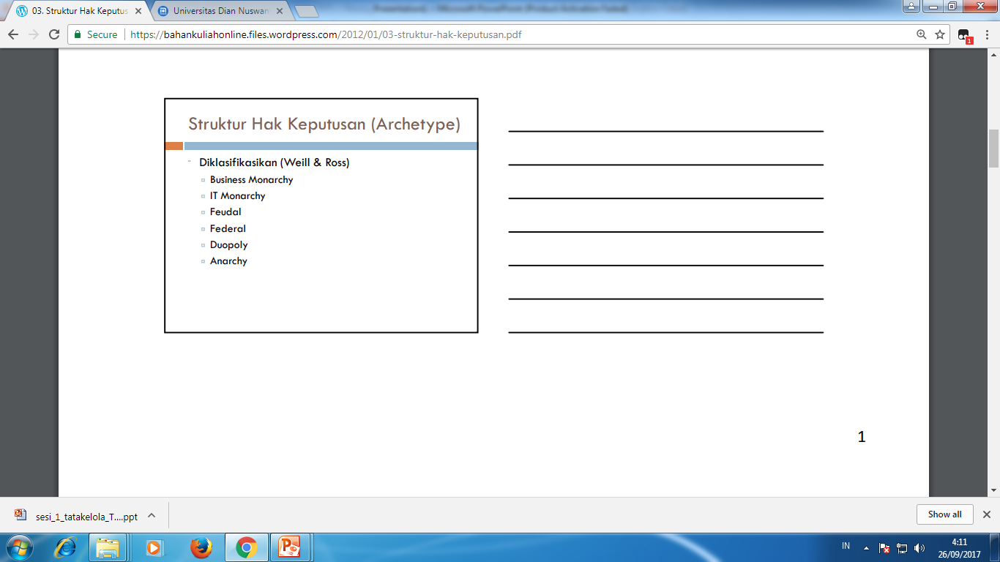 03. Struktur Hak Keputus
Universitas Dian Nuswan
Presentation1 - Microsoft PowerPoint (Product Activation Failed)
Secure
https://bahankuliahonline.files.wordpress.com/2012/01/03-struktur-hak-keputusan.pdf
1
Struktur Hak Keputusan (Archetype)
Diklasifikasikan (Weill & Ross)
Business Monarchy
IT Monarchy
Feudal
Federal
Duopoly
Anarchy
1
sesi_1_tatakelola_T....ppt
Show all
IN
4:11
26/09/2017